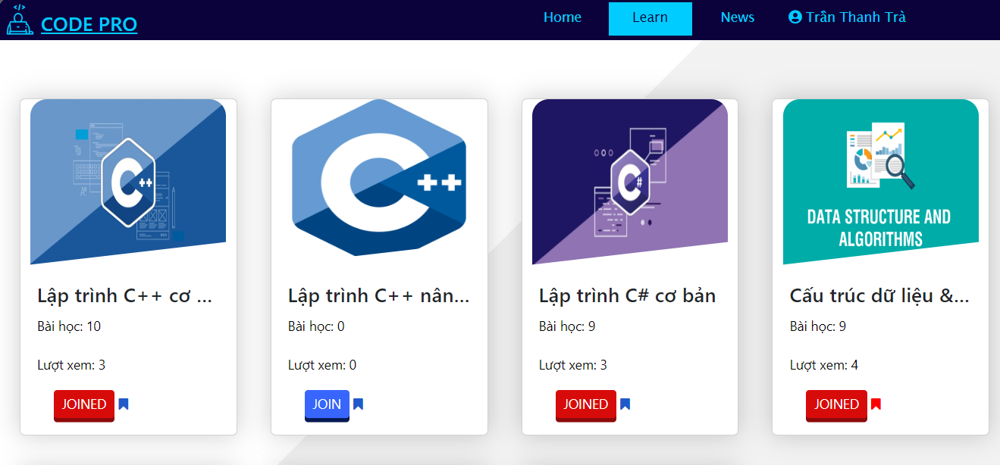 CODE PRO
Home
Learn
News
Trần Thanh Trà
C++
C++
C#
DATA STRUCTURE AND
ALGORITHMS
Lập trình C++ cơ ...
Lập trình C++ nân...
Lập trình C# cơ bản
Cấu trúc dữ liệu &...
Bài học: 10
Bài học: 0
Bài học: 9
Bài học: 9
Lượt xem: 3
Lượt xem: 0
Lượt xem: 3
Lượt xem: 4
JOINED
JOIN
JOINED
JOINED